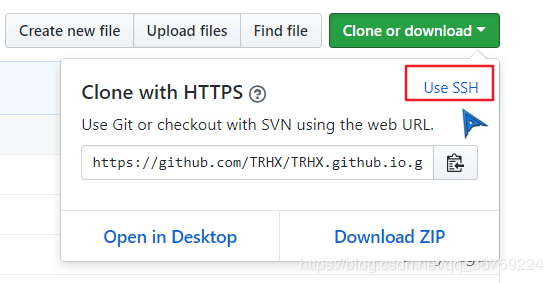 Create new file Upload files Find file Clone or download
Clone with HTTPS Use SSH
Use Git or checkout with SVN using the web URL.
https://github.com/TRHX/TRHX.github.io.g
Open in Desktop Download ZIP
https://blog.csdn.net/qq_36759224